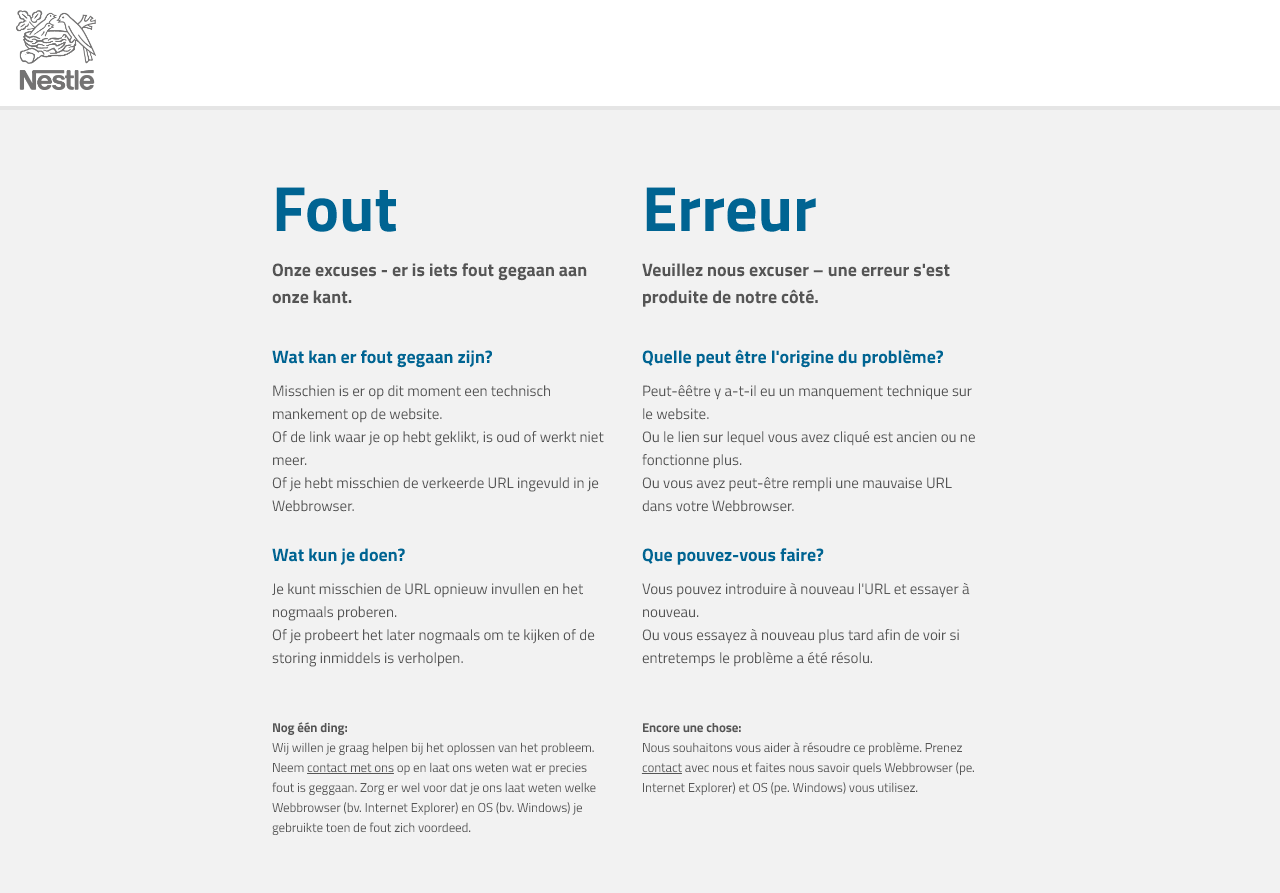 Nestlé
Fout
Onze excuses - er is iets fout gegaan aan
onze kant.
Wat kan er fout gegaan zijn?
Misschien is er op dit moment een technisch
mankement op de website.
Of de link waar je op hebt geklikt, is oud of werkt niet
meer.
Of je hebt misschien de verkeerde URL ingevuld in je
Webbrowser.
Wat kun je doen?
Je kunt misschien de URL opnieuw invullen en het
nogmaals proberen.
Of je probeert het later nogmaals om te kijken of de
storing inmiddels is verholpen.
Nog één ding:
Wij willen je graag helpen bij het oplossen van het probleem.
Neem contact met ons op en laat ons weten wat er precies
fout is geggaan. Zorg er wel voor dat je ons laat weten welke
Webbrowser (bv. Internet Explorer) en OS (bv. Windows) je
gebruikte toen de fout zich voordeed.
Erreur
Veuillez nous excuser – une erreur s'est
produite de notre côté.
Quelle peut être l'origine du problème?
Peut-êêtre y a-t-il eu un manquement technique sur
le website.
Ou le lien sur lequel vous avez cliqué est ancien ou ne
fonctionne plus.
Ou vous avez peut-être rempli une mauvaise URL
dans votre Webbrowser.
Que pouvez-vous faire?
Vous pouvez introduire à nouveau l'URL et essayer à
nouveau.
Ou vous essayez à nouveau plus tard afin de voir si
entretemps le problème a été résolu.
Encore une chose:
Nous souhaitons vous aider à résoudre ce problème. Prenez
contact avec nous et faites nous savoir quels Webbrowser (pe.
Internet Explorer) et OS (pe. Windows) vous utilisez.